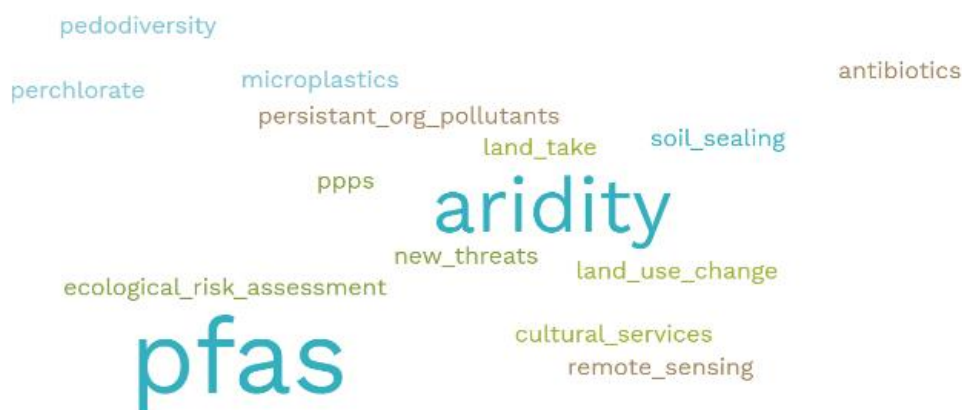 pedodiversity
antibiotics
microplastics
perchlorate
persistant_org_pollutants
soil_sealing
land_take
ppps
aridity
new_threats
land_use_change
ecological_risk_assessment
cultural_services
pfas
remote_sensing